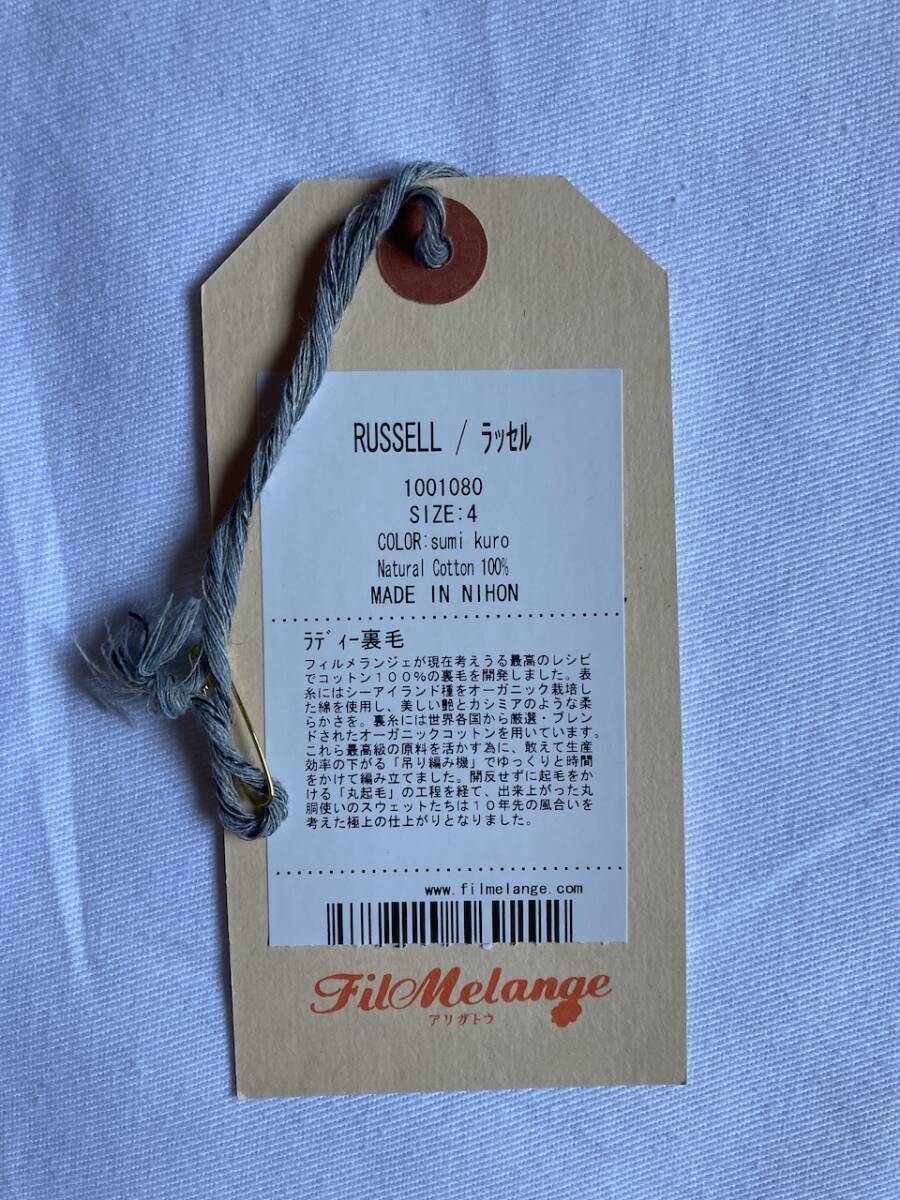 RUSSELL / ﾗｯｾﾙ
1001080
SIZE:4
COLOR:sumi kuro
Natural Cotton 100%
MADE IN NIHON
ﾗﾃﾞｨー裏毛
フィルメランジェが現在考えうる最高のレシピ
でコットン１００％の裏毛を開発しました。表
糸にはシーアイランド種をオーガニック栽培し
た綿を使用し、美しい艶とカシミアのような柔
らかさを。裏糸には世界各国から厳選・ブレン
ドされたオーガニックコットンを用いています。
これら最高級の原料を活かす為に、敢えて生産
効率の下がる「吊り編み機」でゆっくりと時間
をかけて編み立てました。開反せずに起毛をか
ける「丸起毛」の工程を経て、出来上がった丸
胴使いのスウェットたちは１０年先の風合いを
考えた極上の仕上がりとなりました。
www.filmelange.com
FilMelange
アリガトウ